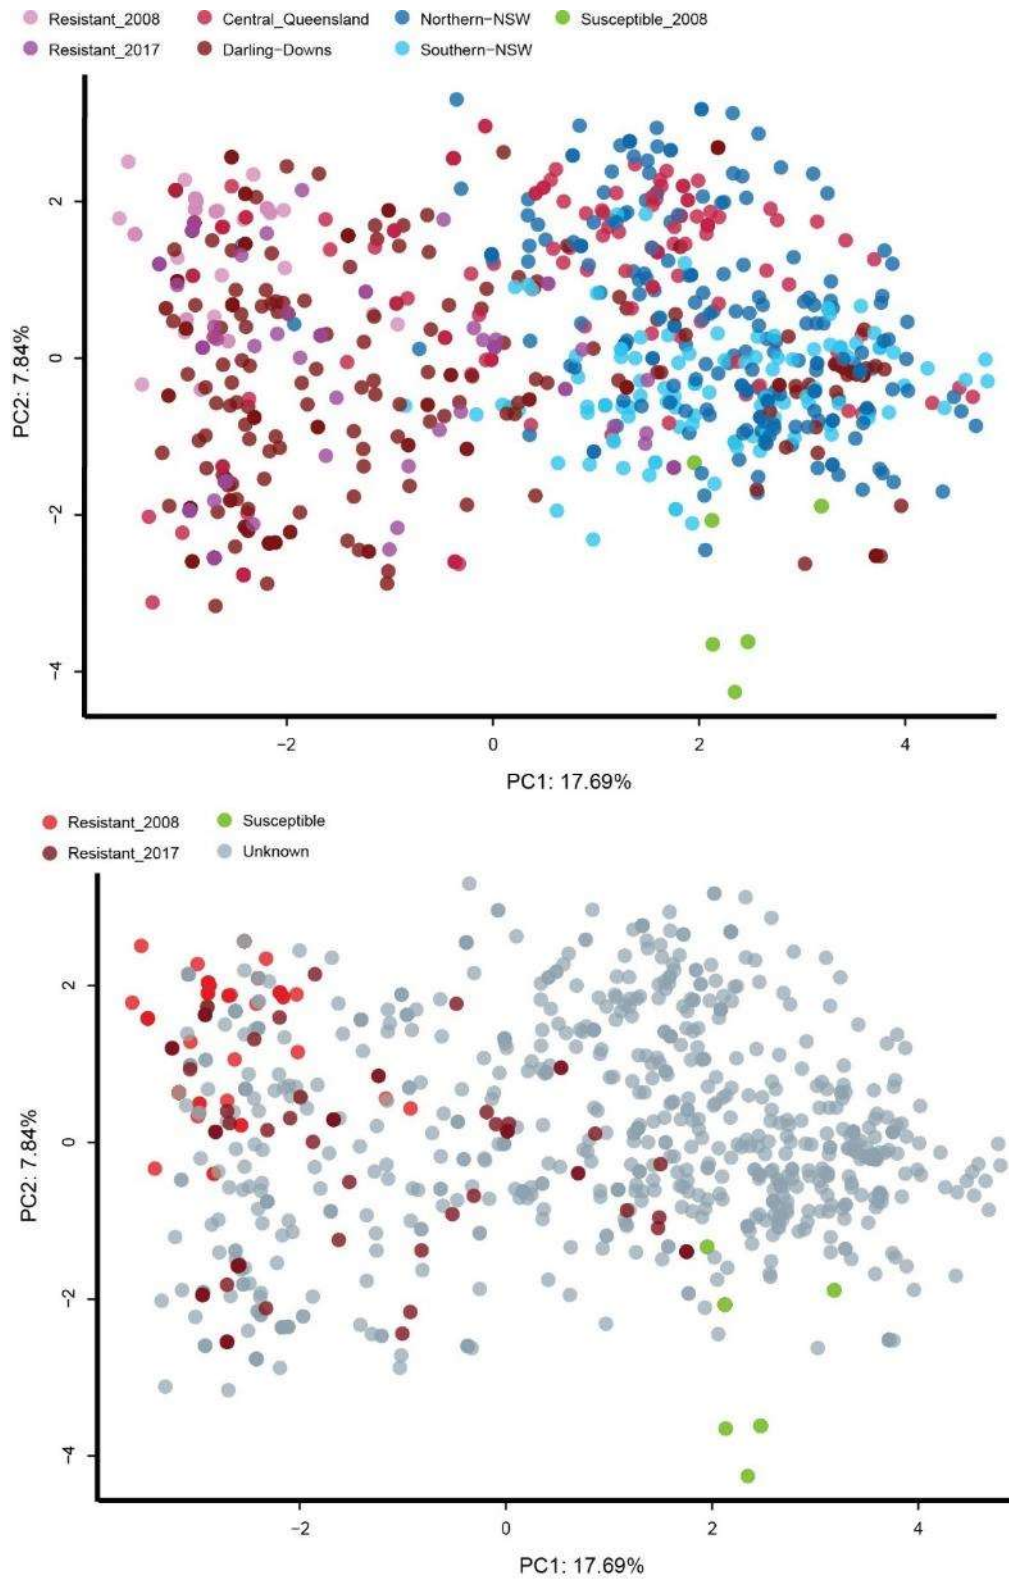 Resistant_2008 Central_Queensland Northern−NSW Susceptible_2008
Resistant_2017 Darling−Downs Southern−NSW
2
0
−2
−4
PC2: 7.84%
−2 0 2 4
PC1: 17.69%
Resistant_2008 Susceptible
Resistant_2017 Unknown
2
0
−2
−4
PC2: 7.84%
−2 0 2 4
PC1: 17.69%